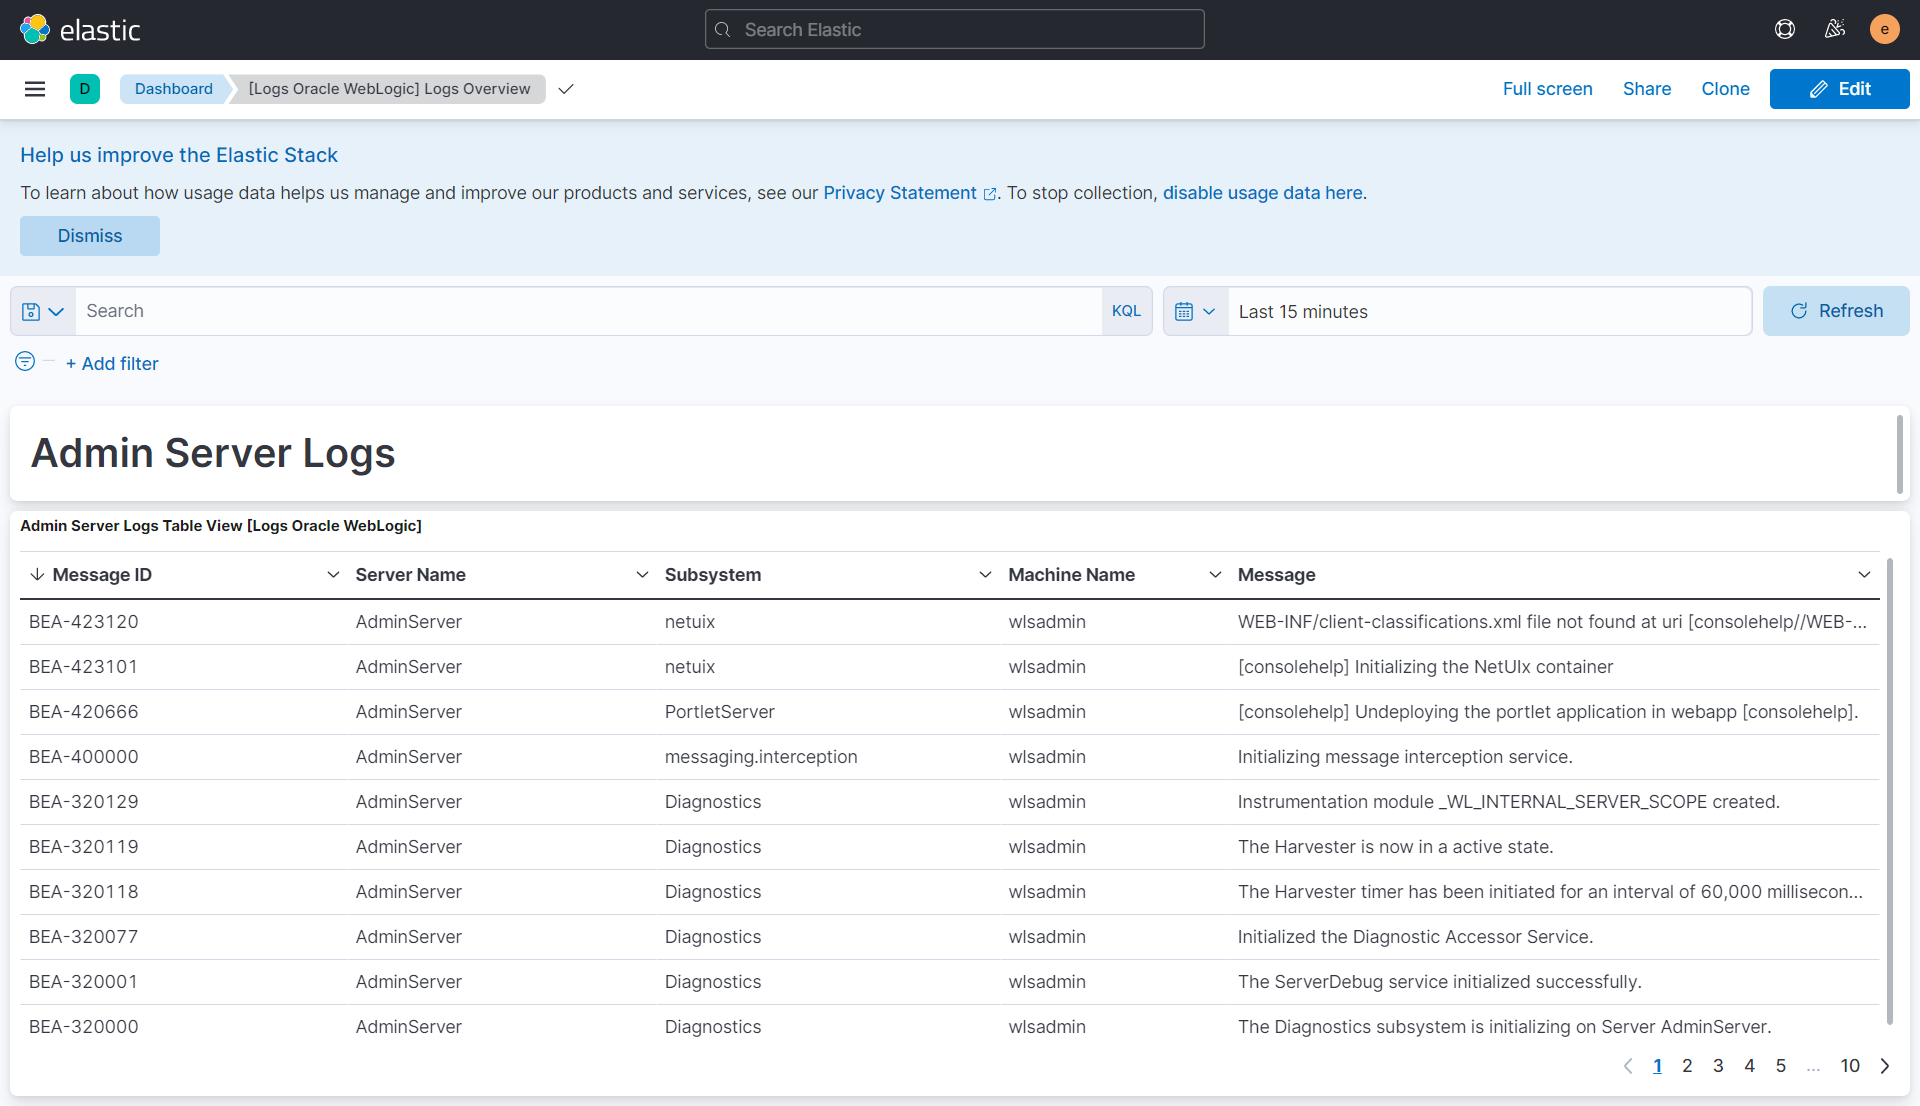 elastic
Search Elastic
e
D
Dashboard
[Logs Oracle WebLogic] Logs Overview
Full screen
Share
Clone
Edit
Help us improve the Elastic Stack
To learn about how usage data helps us manage and improve our products and services, see our Privacy Statement. To stop collection, disable usage data here.
Dismiss
Search
KQL
Last 15 minutes
Refresh
+ Add filter
Admin Server Logs
Admin Server Logs Table View [Logs Oracle WebLogic]
Message ID Server Name Subsystem Machine Name Message
BEA-423120 AdminServer netuix wlsadmin WEB-INF/client-classifications.xml file not found at uri [consolehelp//WEB-...
BEA-423101 AdminServer netuix wlsadmin [consolehelp] Initializing the NetUIx container
BEA-420666 AdminServer PortletServer wlsadmin [consolehelp] Undeploying the portlet application in webapp [consolehelp].
BEA-400000 AdminServer messaging.interception wlsadmin Initializing message interception service.
BEA-320129 AdminServer Diagnostics wlsadmin Instrumentation module _WL_INTERNAL_SERVER_SCOPE created.
BEA-320119 AdminServer Diagnostics wlsadmin The Harvester is now in a active state.
BEA-320118 AdminServer Diagnostics wlsadmin The Harvester timer has been initiated for an interval of 60,000 millisecon...
BEA-320077 AdminServer Diagnostics wlsadmin Initialized the Diagnostic Accessor Service.
BEA-320001 AdminServer Diagnostics wlsadmin The ServerDebug service initialized successfully.
BEA-320000 AdminServer Diagnostics wlsadmin The Diagnostics subsystem is initializing on Server AdminServer.
1 2 3 4 5 ... 10